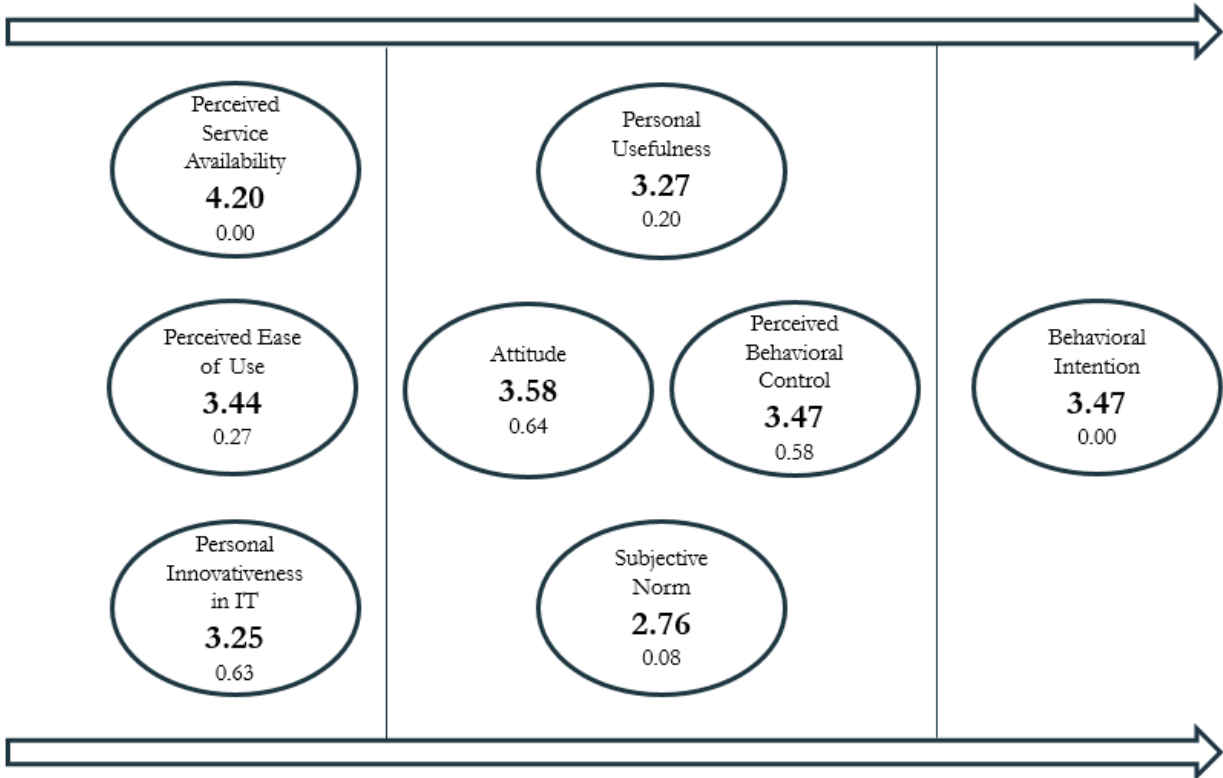 Perceived
Service
Availability
4.20
0.00
Personal
Usefulness
3.27
0.20
Perceived Ease
of Use
3.44
0.27
Attitude
3.58
0.64
Perceived
Behavioral
Control
3.47
0.58
Behavioral
Intention
3.47
0.00
Personal
Innovativeness
in IT
3.25
0.63
Subjective
Norm
2.76
0.08